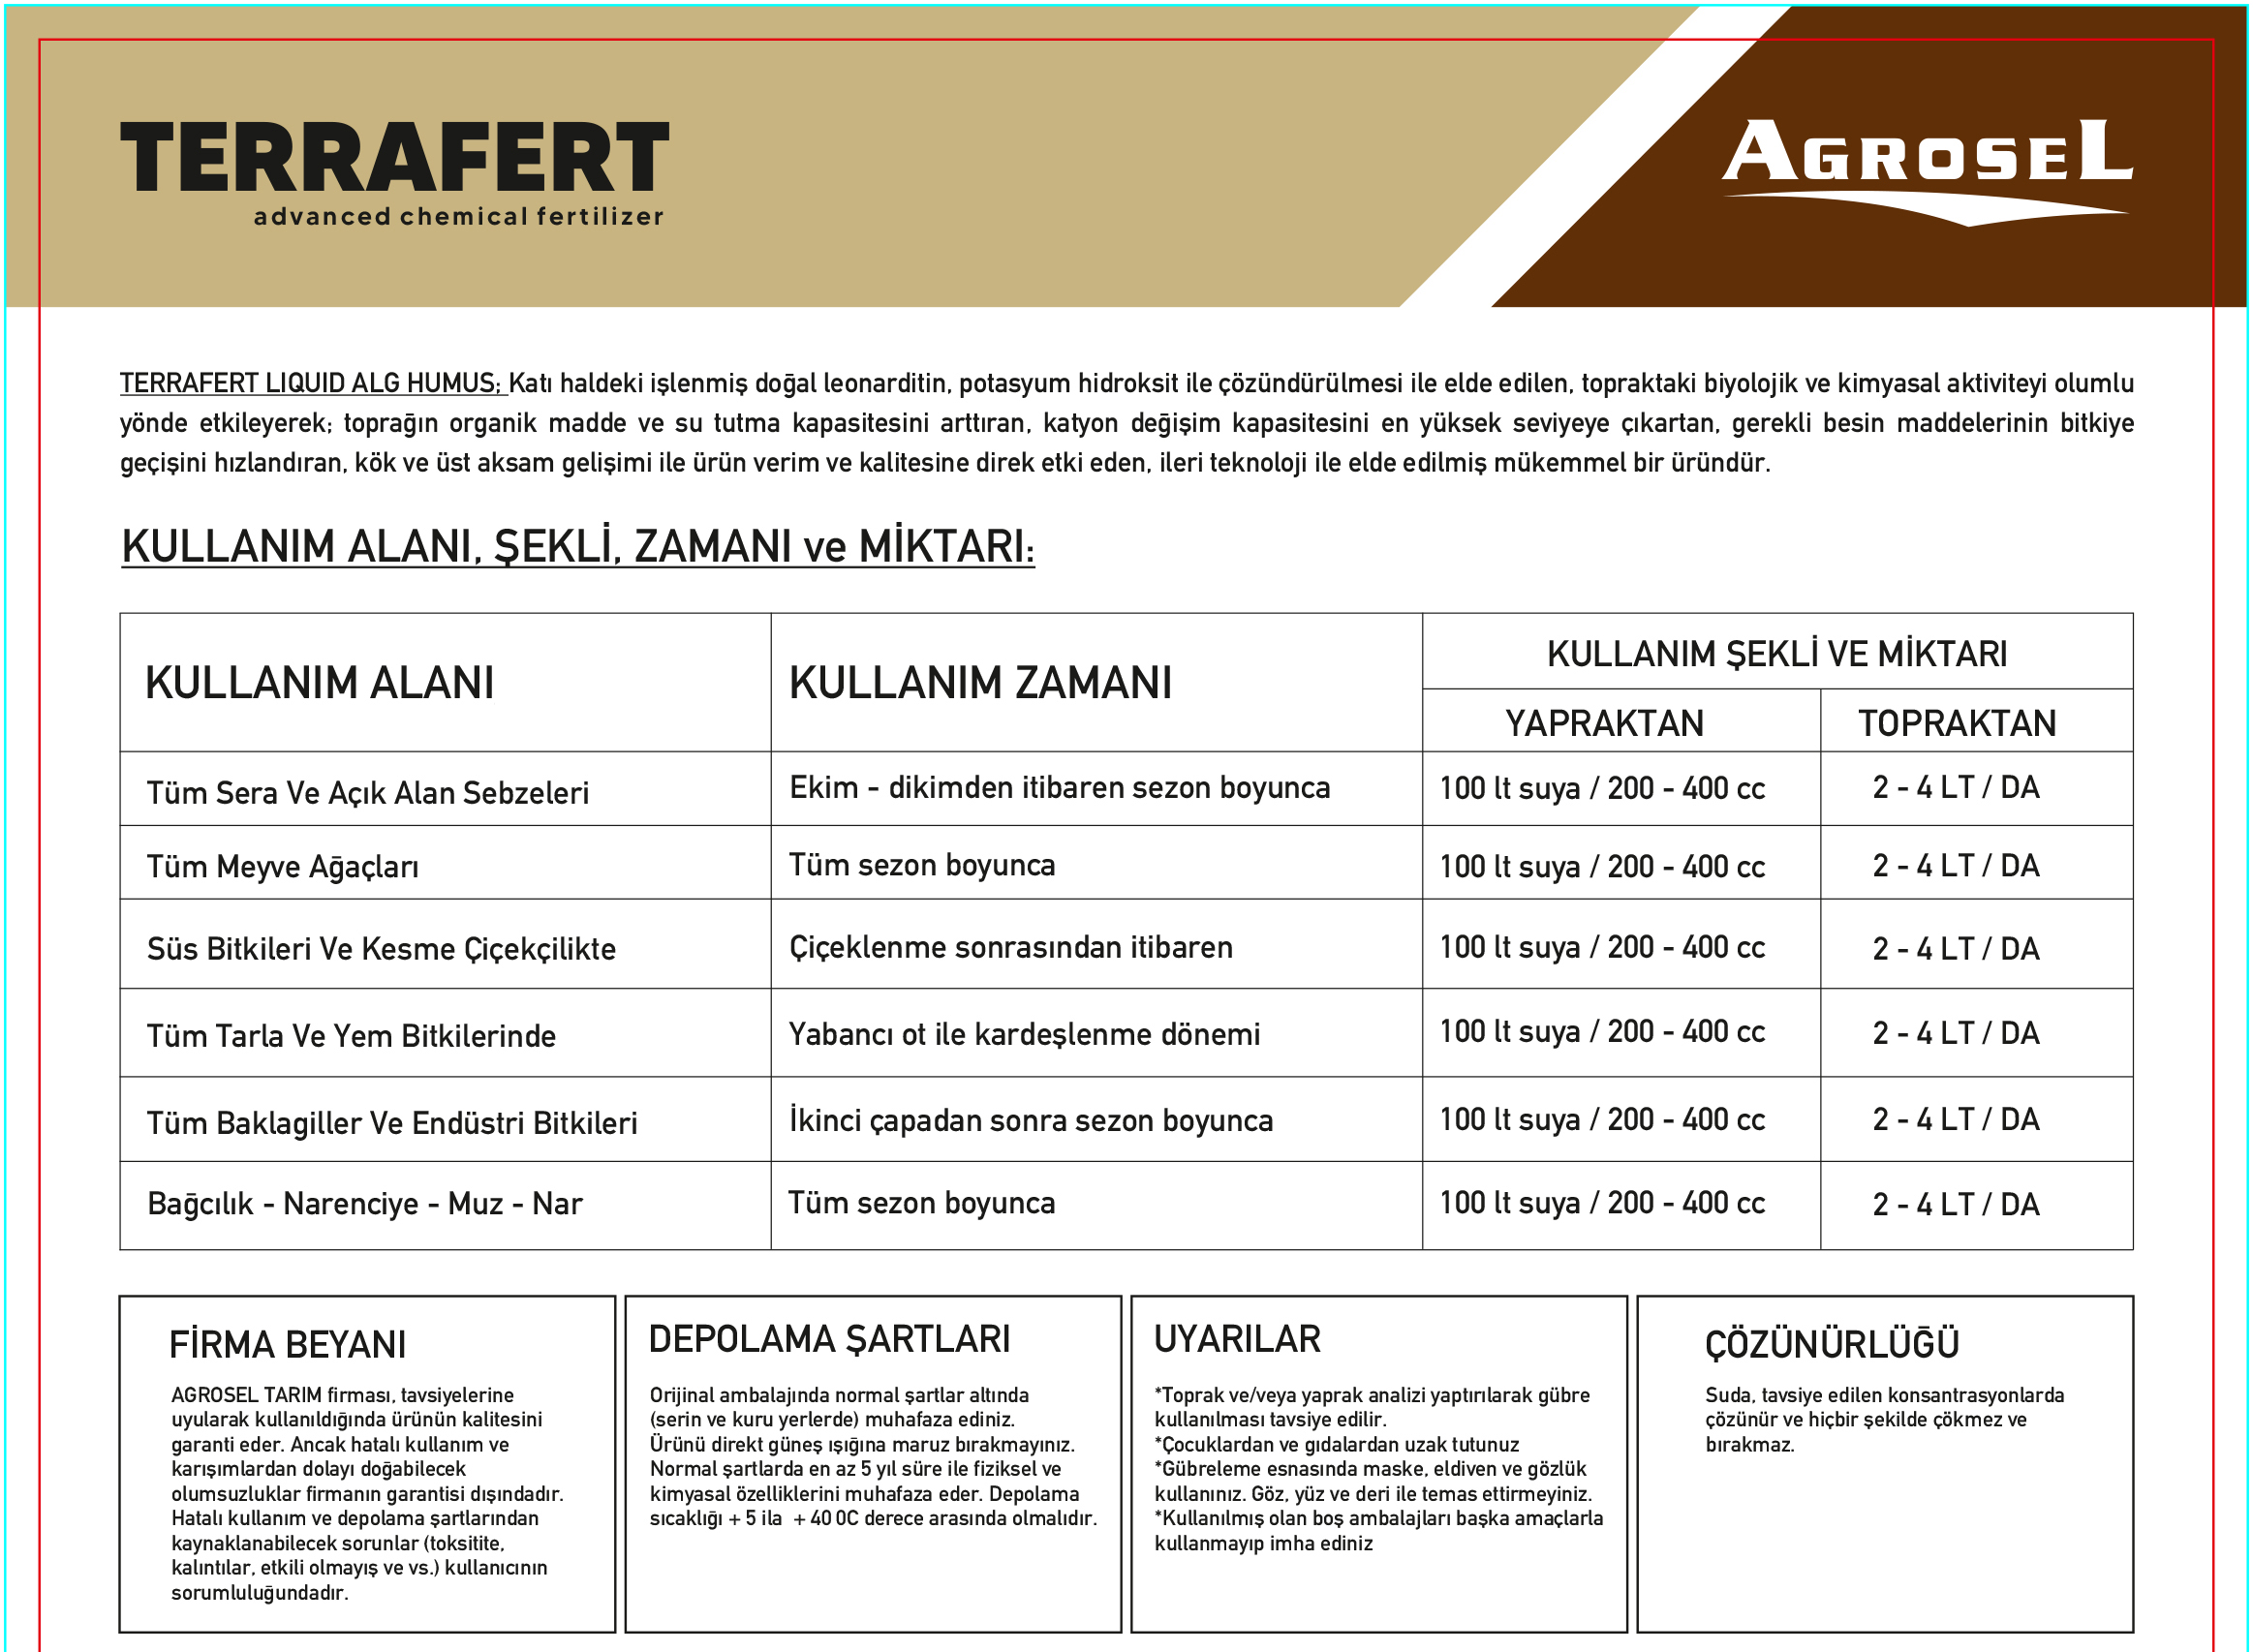 TERRAFERT
advanced chemical fertilizer
AGROSEL
TERRAFERT LIQUID ALG HUMUS; Katı haldeki işlenmiş doğal leonarditin, potasyum hidroksit ile çözündürülmesi ile elde edilen, topraktaki biyolojik ve kimyasal aktiviteyi olumlu
yönde etkileyerek; toprağın organik madde ve su tutma kapasitesini arttıran, katyon değişim kapasitesini en yüksek seviyeye çıkartan, gerekli besin maddelerinin bitkiye
geçişini hızlandıran, kök ve üst aksam gelişimi ile ürün verim ve kalitesine direk etki eden, ileri teknoloji ile elde edilmiş mükemmel bir üründür.
KULLANIM ALANI, ŞEKLİ, ZAMANI ve MİKTARI:
KULLANIM ALANI KULLANIM ZAMANI KULLANIM ŞEKLİ VE MİKTARI
YAPRAKTAN TOPRAKTAN
Tüm Sera Ve Açık Alan Sebzeleri Ekim - dikimden itibaren sezon boyunca 100 lt suya / 200 - 400 cc 2 - 4 LT / DA
Tüm Meyve Ağaçları Tüm sezon boyunca 100 lt suya / 200 - 400 cc 2 - 4 LT / DA
Süs Bitkileri Ve Kesme Çiçekçilikte Çiçeklenme sonrasından itibaren 100 lt suya / 200 - 400 cc 2 - 4 LT / DA
Tüm Tarla Ve Yem Bitkilerinde Yabancı ot ile kardeşlenme dönemi 100 lt suya / 200 - 400 cc 2 - 4 LT / DA
Tüm Baklagiller Ve Endüstri Bitkileri İkinci çapadan sonra sezon boyunca 100 lt suya / 200 - 400 cc 2 - 4 LT / DA
Bağcılık - Narenciye - Muz - Nar Tüm sezon boyunca 100 lt suya / 200 - 400 cc 2 - 4 LT / DA
FİRMA BEYANI
AGROSEL TARIM firması, tavsiyelerine
uyularak kullanıldığında ürünün kalitesini
garanti eder. Ancak hatalı kullanım ve
karışımlardan dolayı doğabilecek
olumsuzluklar firmanın garantisi dışındadır.
Hatalı kullanım ve depolama şartlarından
kaynaklanabilecek sorunlar (toksitite,
kalıntılar, etkili olmayış ve vs.) kullanıcının
sorumluluğundadır.
DEPOLAMA ŞARTLARI
Orijinal ambalajında normal şartlar altında
(serin ve kuru yerlerde) muhafaza ediniz.
Ürünü direkt güneş ışığına maruz bırakmayınız.
Normal şartlarda en az 5 yıl süre ile fiziksel ve
kimyasal özelliklerini muhafaza eder. Depolama
sıcaklığı + 5 ila + 40 0C derece arasında olmalıdır.
UYARILAR
*Toprak ve/veya yaprak analizi yaptırılarak gübre
kullanılması tavsiye edilir.
*Çocuklardan ve gıdalardan uzak tutunuz
*Gübreleme esnasında maske, eldiven ve gözlük
kullanınız. Göz, yüz ve deri ile temas ettirmeyiniz.
*Kullanılmış olan boş ambalajları başka amaçlarla
kullanmayıp imha ediniz
ÇÖZÜNÜRLÜĞÜ
Suda, tavsiye edilen konsantrasyonlarda
çözünür ve hiçbir şekilde çökmez ve
bırakmaz.